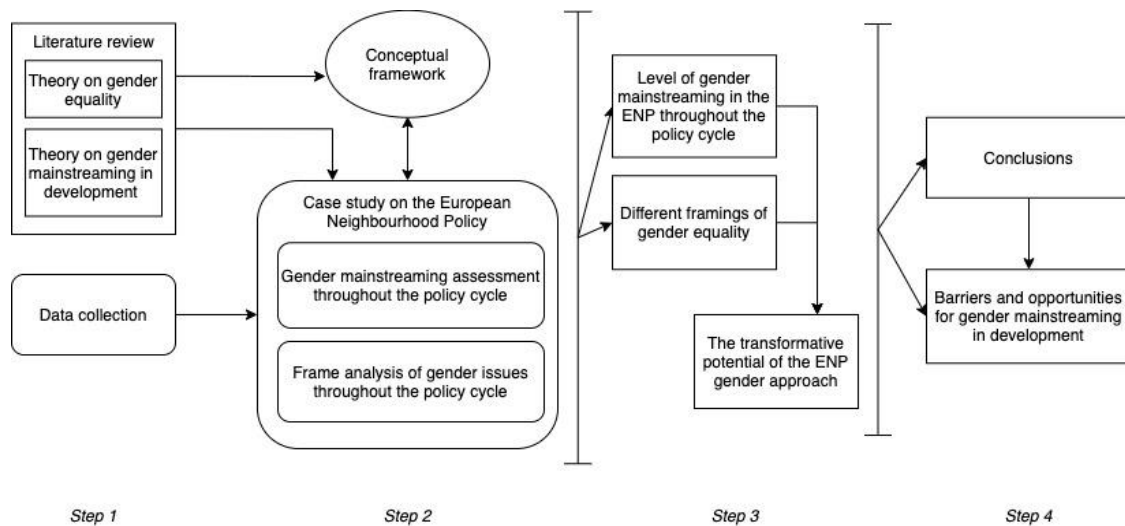 Literature review
Theory on gender
equality
Theory on gender
mainstreaming in
development
Data collection
Conceptual
framework
Case study on the European
Neighbourhood Policy
Gender mainstreaming assessment
throughout the policy cycle
Frame analysis of gender issues
throughout the policy cycle
Level of gender
mainstreaming in the
ENP throughout the
policy cycle
Different framings of
gender equality
The transformative
potential of the ENP
gender approach
Conclusions
Barriers and opportunities
for gender mainstreaming
in development
Step 1
Step 2
Step 3
Step 4